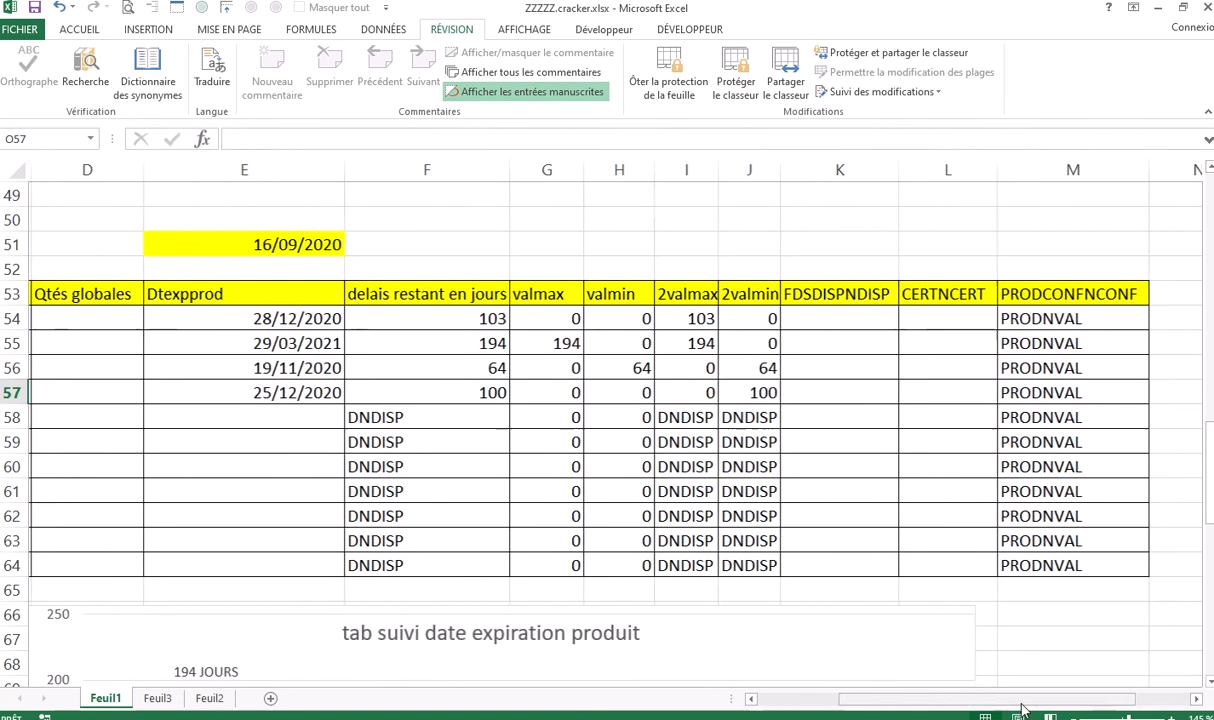 ZZZZZ.cracker.xlsx - Microsoft Excel
Masquer tout
FICHIER ACCUEIL INSERTION MISE EN PAGE FORMULES DONNÉES RÉVISION AFFICHAGE Développeur DÉVELOPPEUR Connexio
ABC Orthographe Recherche Dictionnaire des synonymes
Vérification
Traduire
Langue
Nouveau commentaire Supprimer Précédent Suivant
Afficher/masquer le commentaire
Afficher tous les commentaires
Afficher les entrées manuscrites
Commentaires
Ôter la protection de la feuille Protéger le classeur Partager le classeur
Protéger et partager le classeur
Permettre la modification des plages
Suivi des modifications
Modifications
O57 fx
D E F G H I J K L M N
49
50
51 16/09/2020
52
53 Qtés globales Dtexpprod delais restant en jours valmax valmin 2valmax 2valmin FDSDISPNDISP CERTNCERT PRODCONFNCONF
54 28/12/2020 103 0 0 103 0 PRODNVAL
55 29/03/2021 194 194 0 194 0 PRODNVAL
56 19/11/2020 64 0 64 0 64 PRODNVAL
57 25/12/2020 100 0 0 0 100 PRODNVAL
58 DNDISP 0 0 DNDISP DNDISP PRODNVAL
59 DNDISP 0 0 DNDISP DNDISP PRODNVAL
60 DNDISP 0 0 DNDISP DNDISP PRODNVAL
61 DNDISP 0 0 DNDISP DNDISP PRODNVAL
62 DNDISP 0 0 DNDISP DNDISP PRODNVAL
63 DNDISP 0 0 DNDISP DNDISP PRODNVAL
64 DNDISP 0 0 DNDISP DNDISP PRODNVAL
65
66 250
67 tab suivi date expiration produit
68 194 JOURS
200
Feuil1 Feuil3 Feuil2
PRÊT 145 %